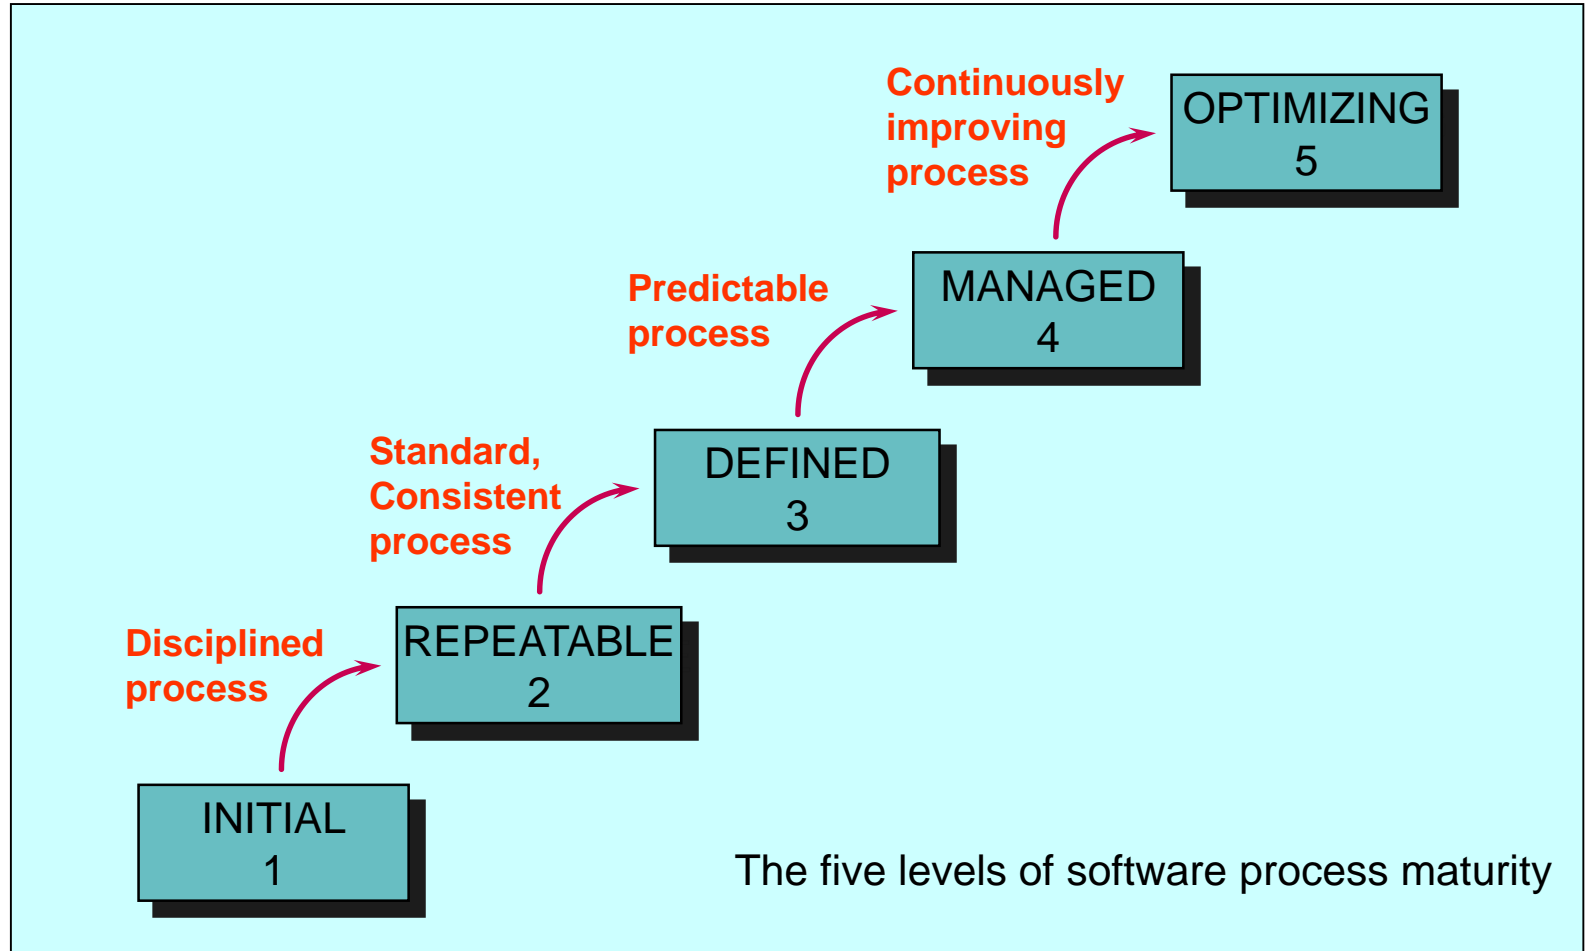 Continuously
improving
process
OPTIMIZING
5
Predictable
process
MANAGED
4
Standard,
Consistent
process
DEFINED
3
Disciplined
process
REPEATABLE
2
INITIAL
1
The five levels of software process maturity